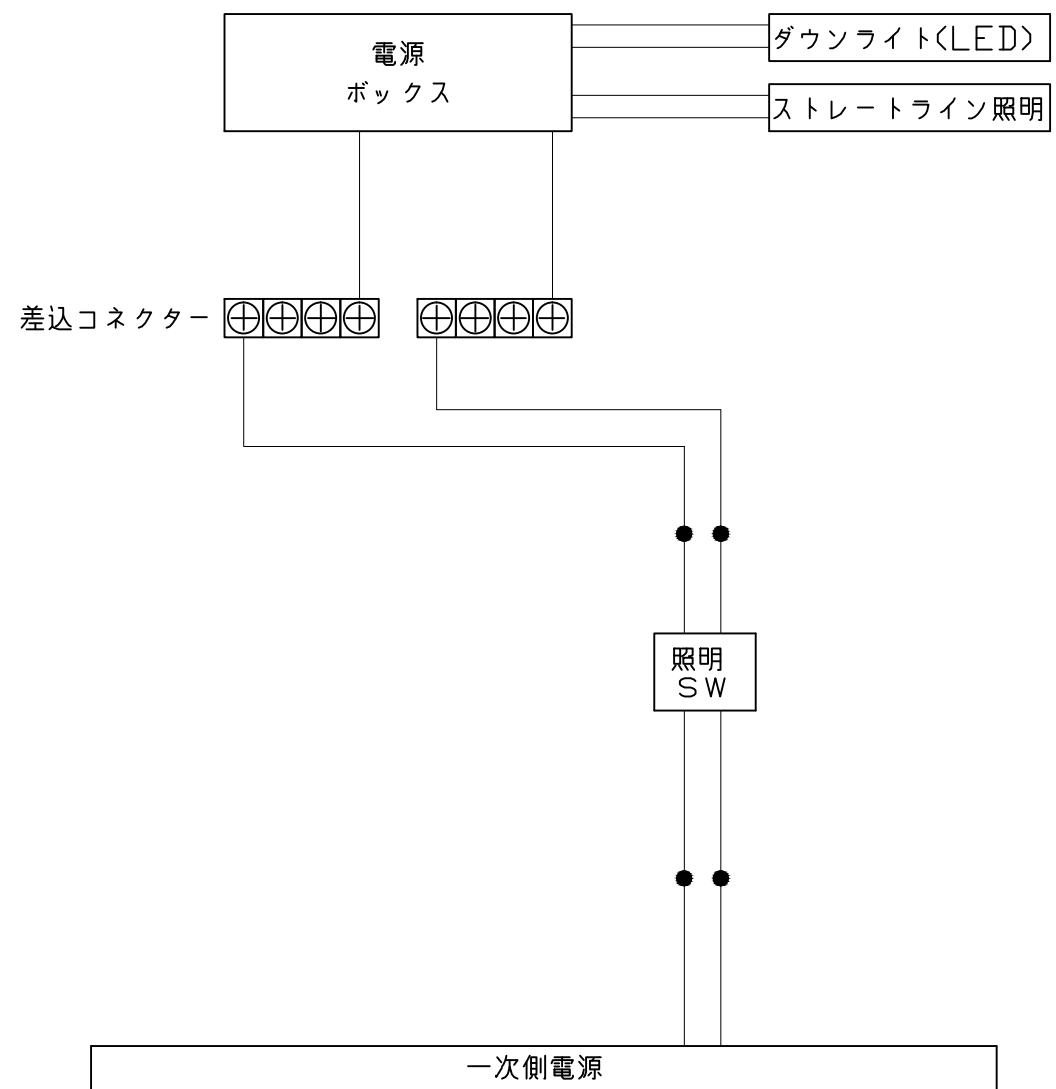 電源
ボックス
ダウンライト(LED)
ストレートライン照明
差込コネクター
照明
SW
一次側電源